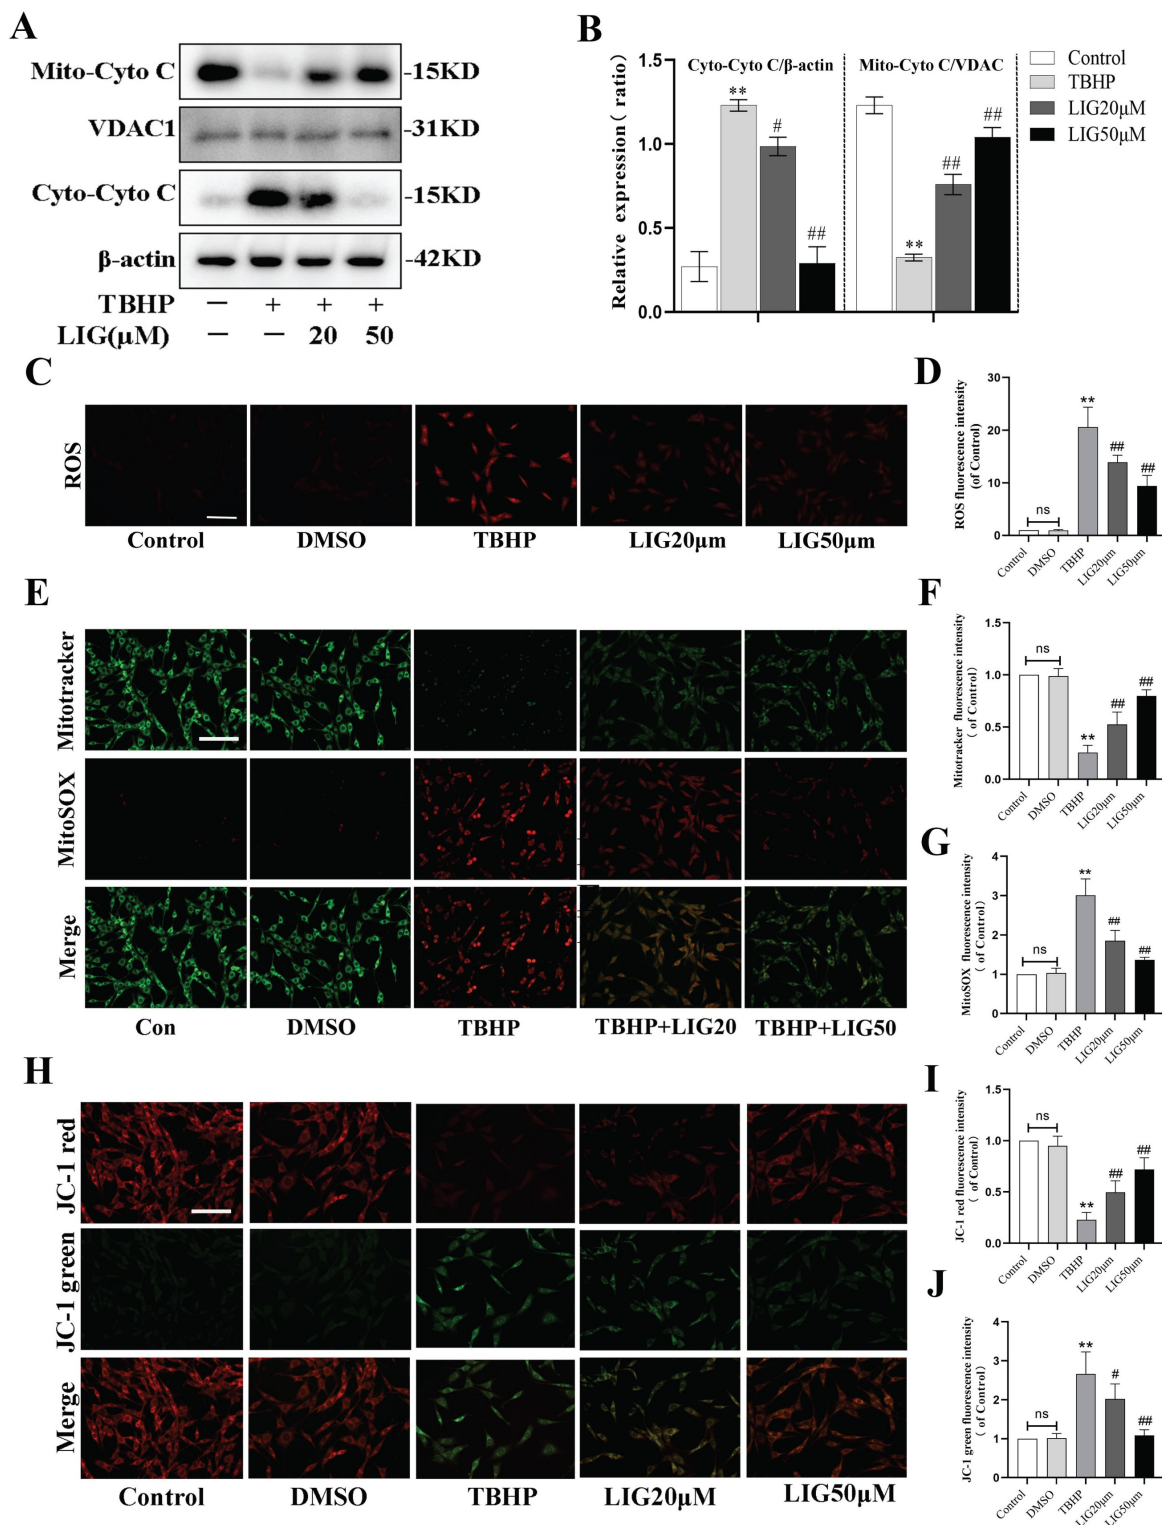 A
Mito-Cyto C
-15KD
VDAC1
-31KD
Cyto-Cyto C
-15KD
β-actin
-42KD
TBHP − + + +
LIG(μM) − − 20 50
B
Relative expression( ratio)
1.5
1.0
0.5
0.0
Cyto-Cyto C/β-actin
Mito-Cyto C/VDAC
**
#
##
**
##
##
Control
TBHP
LIG20μM
LIG50μM
C
ROS
Control DMSO TBHP LIG20μm LIG50μm
D
ROS fluorescence intensity
(of Control)
30
20
10
0
ns
**
##
##
Control
DMSO
TBHP
LIG20μm
LIG50μm
E
Mitotracker
MitoSOX
Merge
Con DMSO TBHP TBHP+LIG20 TBHP+LIG50
F
Mitotracker fluorescence intensity
( of Control)
1.5
1.0
0.5
0.0
ns
**
##
##
Control
DMSO
TBHP
LIG20μm
LIG50μm
G
MitoSOX fluorescence intensity
( of Control)
4
3
2
1
0
ns
**
##
##
Control
DMSO
TBHP
LIG20μm
LIG50μm
H
JC-1 red
JC-1 green
Merge
Control DMSO TBHP LIG20μM LIG50μM
I
JC-1 red fluorescence intensity
( of Control)
1.5
1.0
0.5
0.0
ns
**
##
##
Control
DMSO
TBHP
LIG20μm
LIG50μm
J
JC-1 green fluorescence intensity
( of Control)
4
3
2
1
0
ns
**
#
##
Control
DMSO
TBHP
LIG20μm
LIG50μm